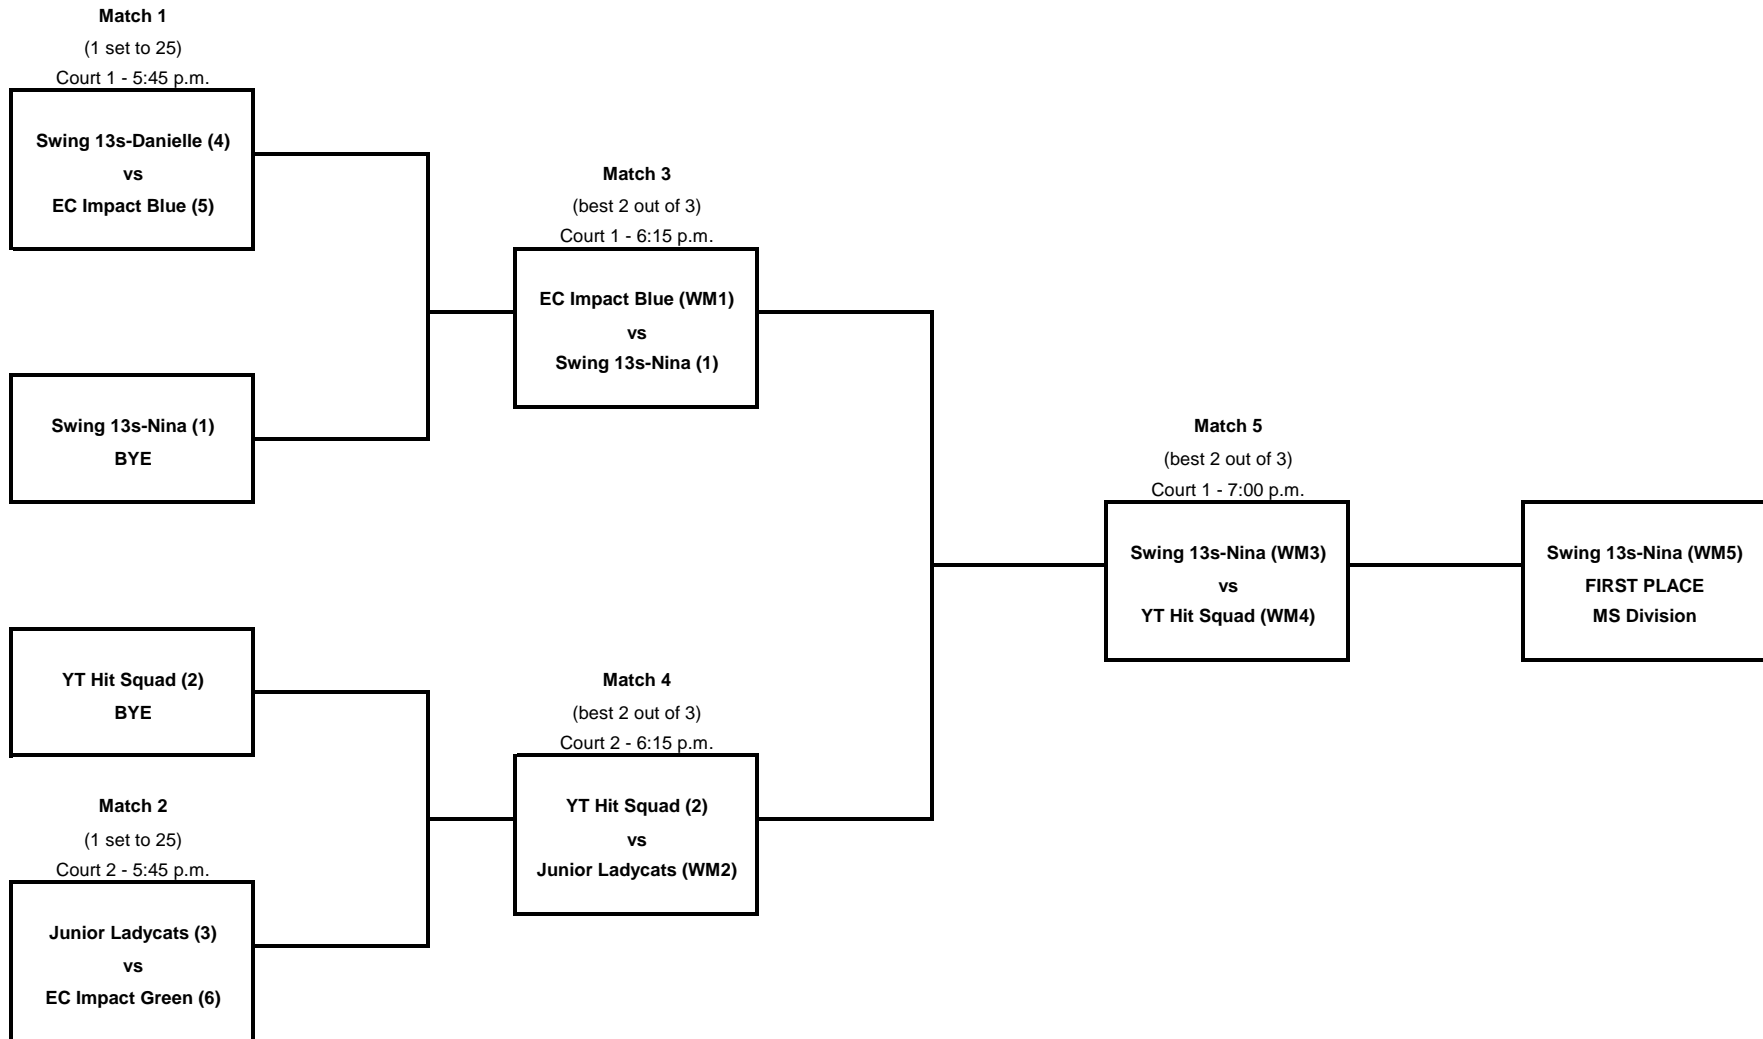 Match 1
(1 set to 25)
Court 1 - 5:45 p.m.
Swing 13s-Danielle (4)
vs
EC Impact Blue (5)
Swing 13s-Nina (1)
BYE
YT Hit Squad (2)
BYE
Match 2
(1 set to 25)
Court 2 - 5:45 p.m.
Junior Ladycats (3)
vs
EC Impact Green (6)
Match 3
(best 2 out of 3)
Court 1 - 6:15 p.m.
EC Impact Blue (WM1)
vs
Swing 13s-Nina (1)
Match 4
(best 2 out of 3)
Court 2 - 6:15 p.m.
YT Hit Squad (2)
vs
Junior Ladycats (WM2)
Match 5
(best 2 out of 3)
Court 1 - 7:00 p.m.
Swing 13s-Nina (WM3)
vs
YT Hit Squad (WM4)
Swing 13s-Nina (WM5)
FIRST PLACE
MS Division